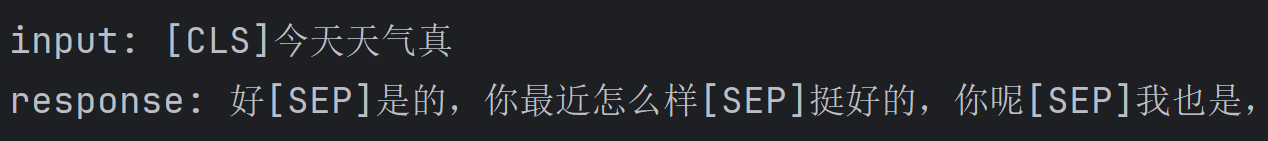 input: [CLS]今天天气真
response: 好[SEP]是的，你最近怎么样[SEP]挺好的，你呢[SEP]我也是，